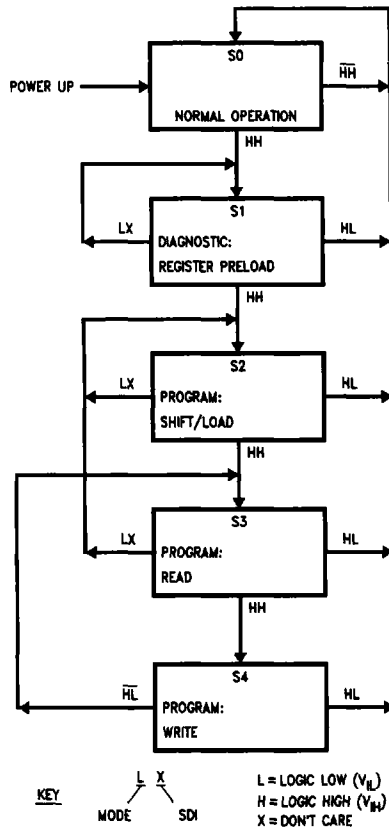 S0
POWER UP
H̅H̅
NORMAL OPERATION
HH
S1
LX
DIAGNOSTIC:
HL
REGISTER PRELOAD
HH
S2
LX
PROGRAM:
HL
SHIFT/LOAD
HH
S3
LX
PROGRAM:
HL
READ
HH
S4
H̅L̅
PROGRAM:
HL
WRITE
KEY
L X
MODE SDI
L = LOGIC LOW (VIL)
H = LOGIC HIGH (VIH)
X = DON'T CARE